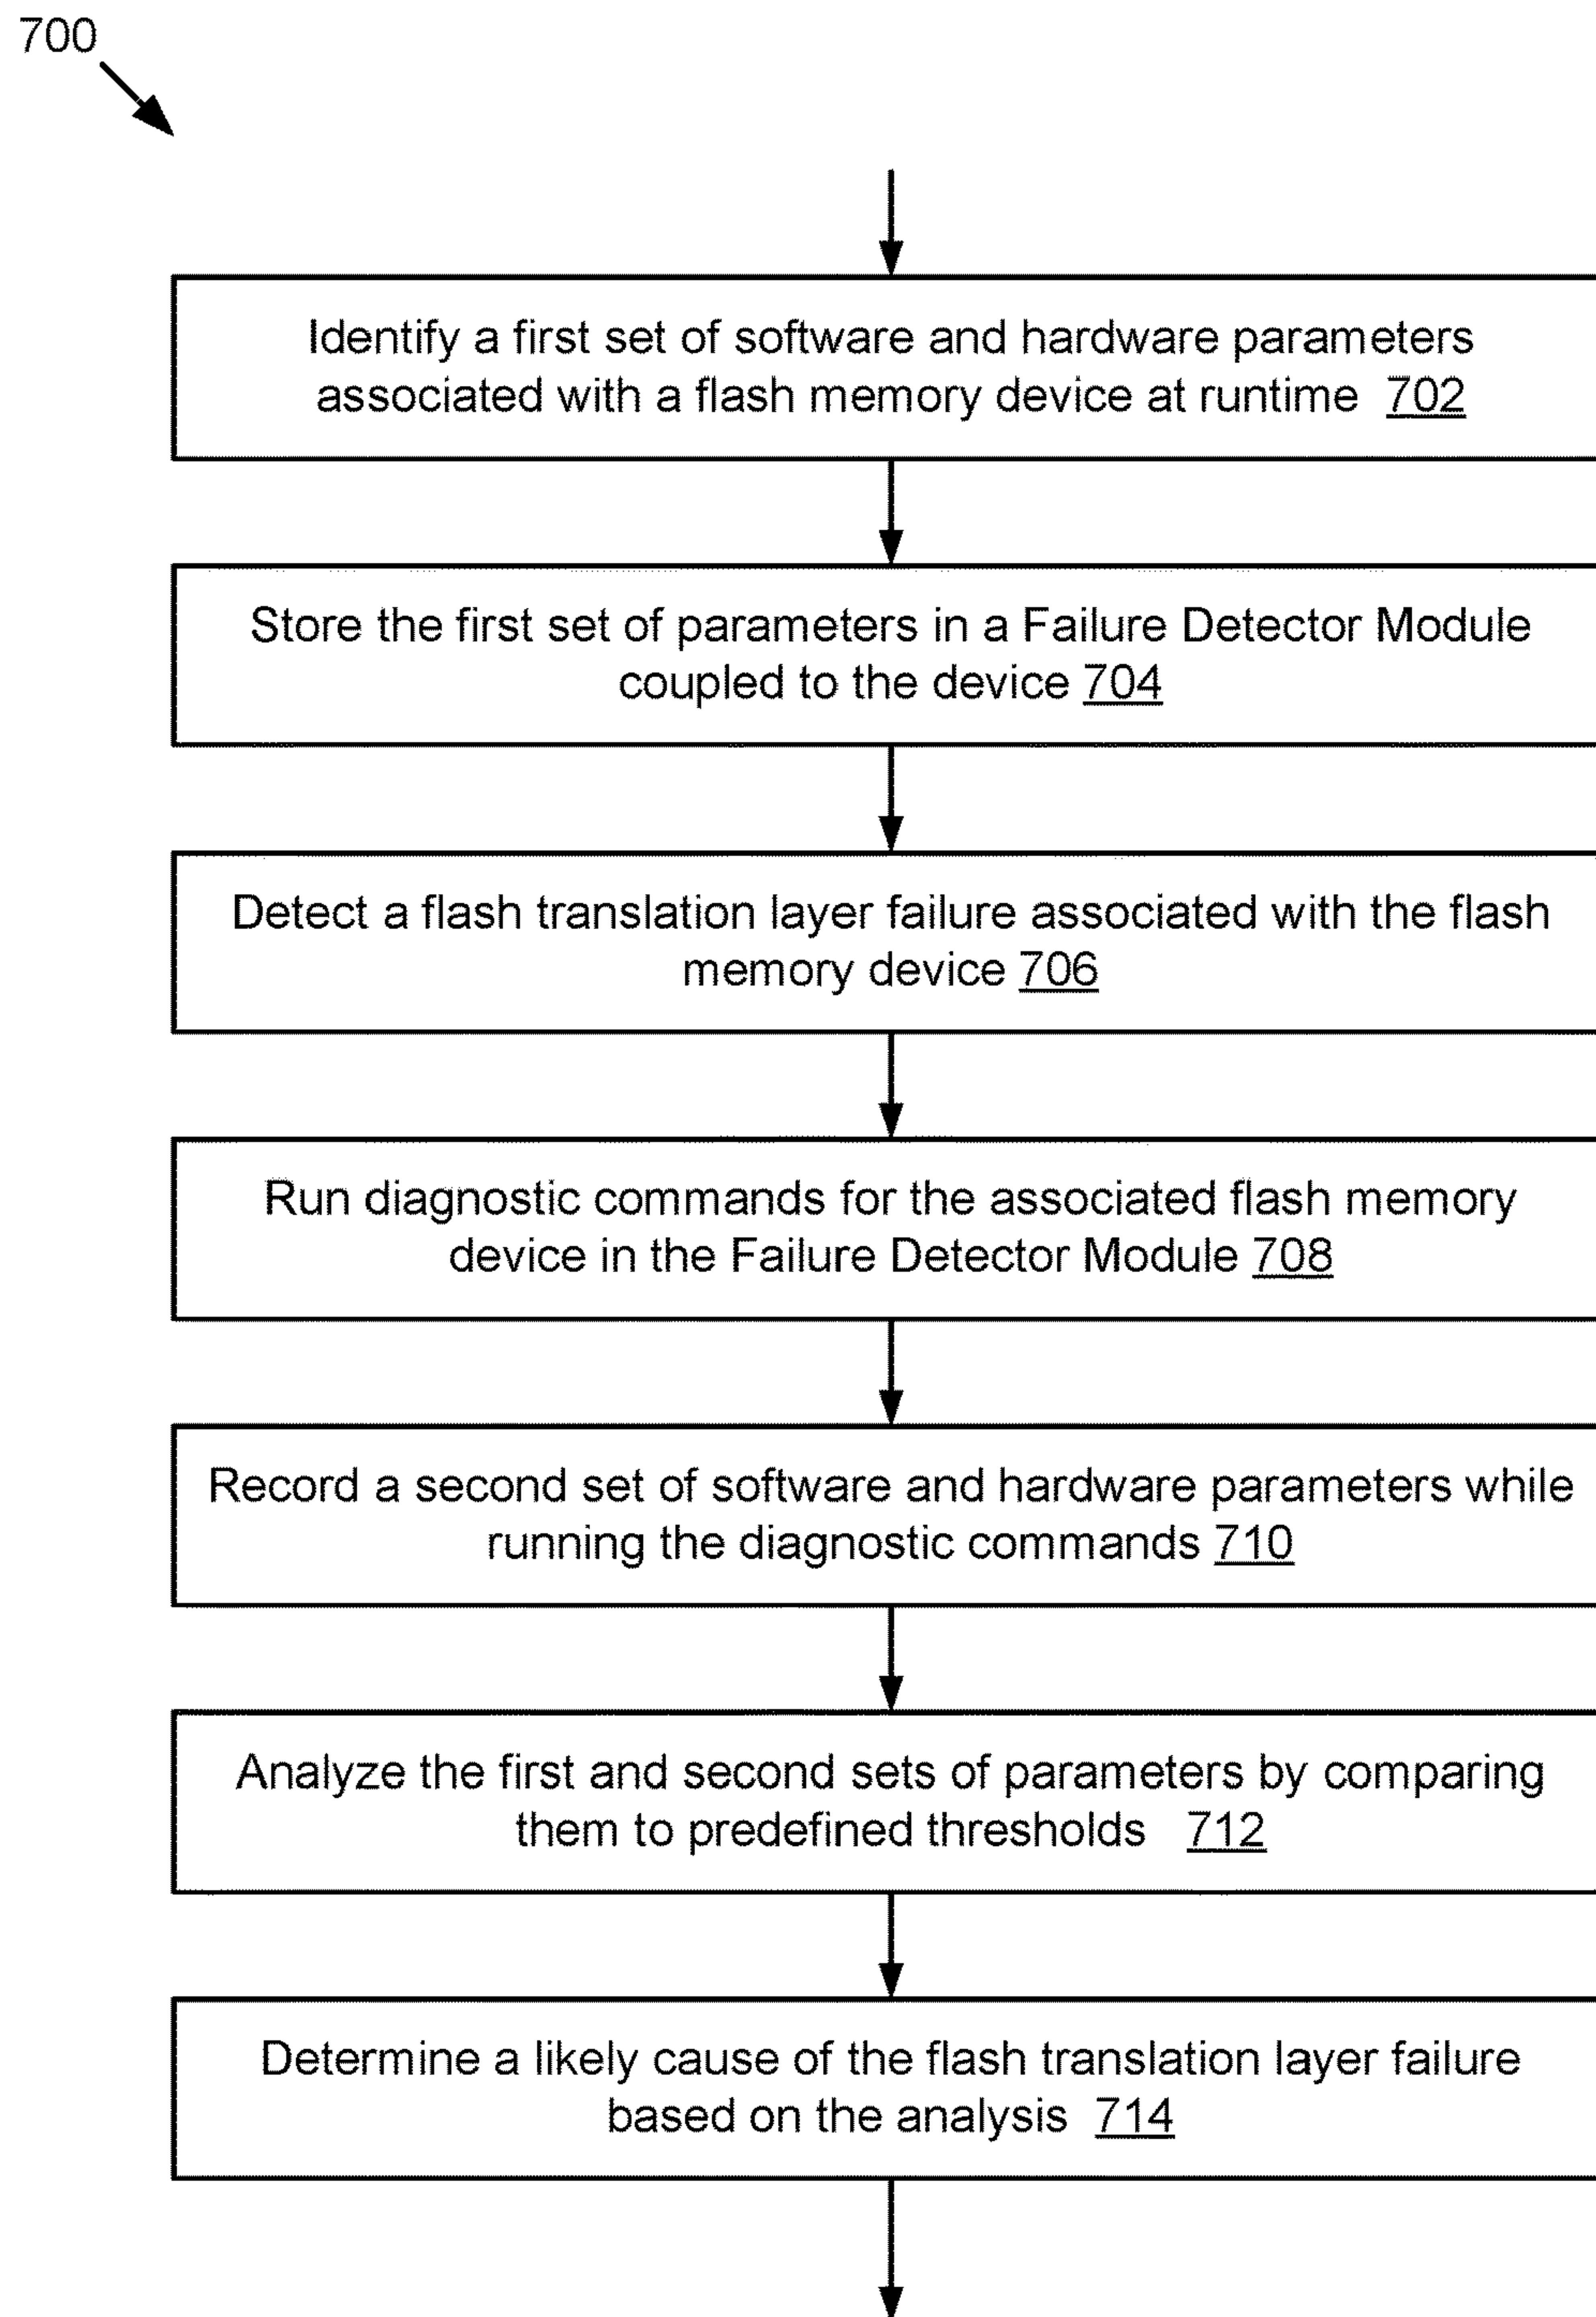 700
Identify a first set of software and hardware parameters
associated with a flash memory device at runtime 702
Store the first set of parameters in a Failure Detector Module
coupled to the device 704
Detect a flash translation layer failure associated with the flash
memory device 706
Run diagnostic commands for the associated flash memory
device in the Failure Detector Module 708
Record a second set of software and hardware parameters while
running the diagnostic commands 710
Analyze the first and second sets of parameters by comparing
them to predefined thresholds 712
Determine a likely cause of the flash translation layer failure
based on the analysis 714